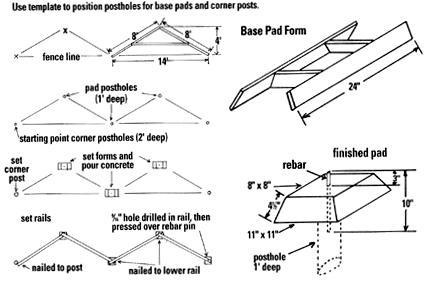 Use template to position postholes for base pads and corner posts.
x
8'
8'
4'
x
fence line
14'
Base Pad Form
24"
pad postholes
(1' deep)
starting point corner postholes (2' deep)
set
corner
post
set forms and
pour concrete
finished pad
rebar
3"
8" x 8"
10"
4½"
11" x 11"
posthole
1' deep
set rails
hole drilled in rail, then
pressed over rebar pin
nailed to post
nailed to lower rail